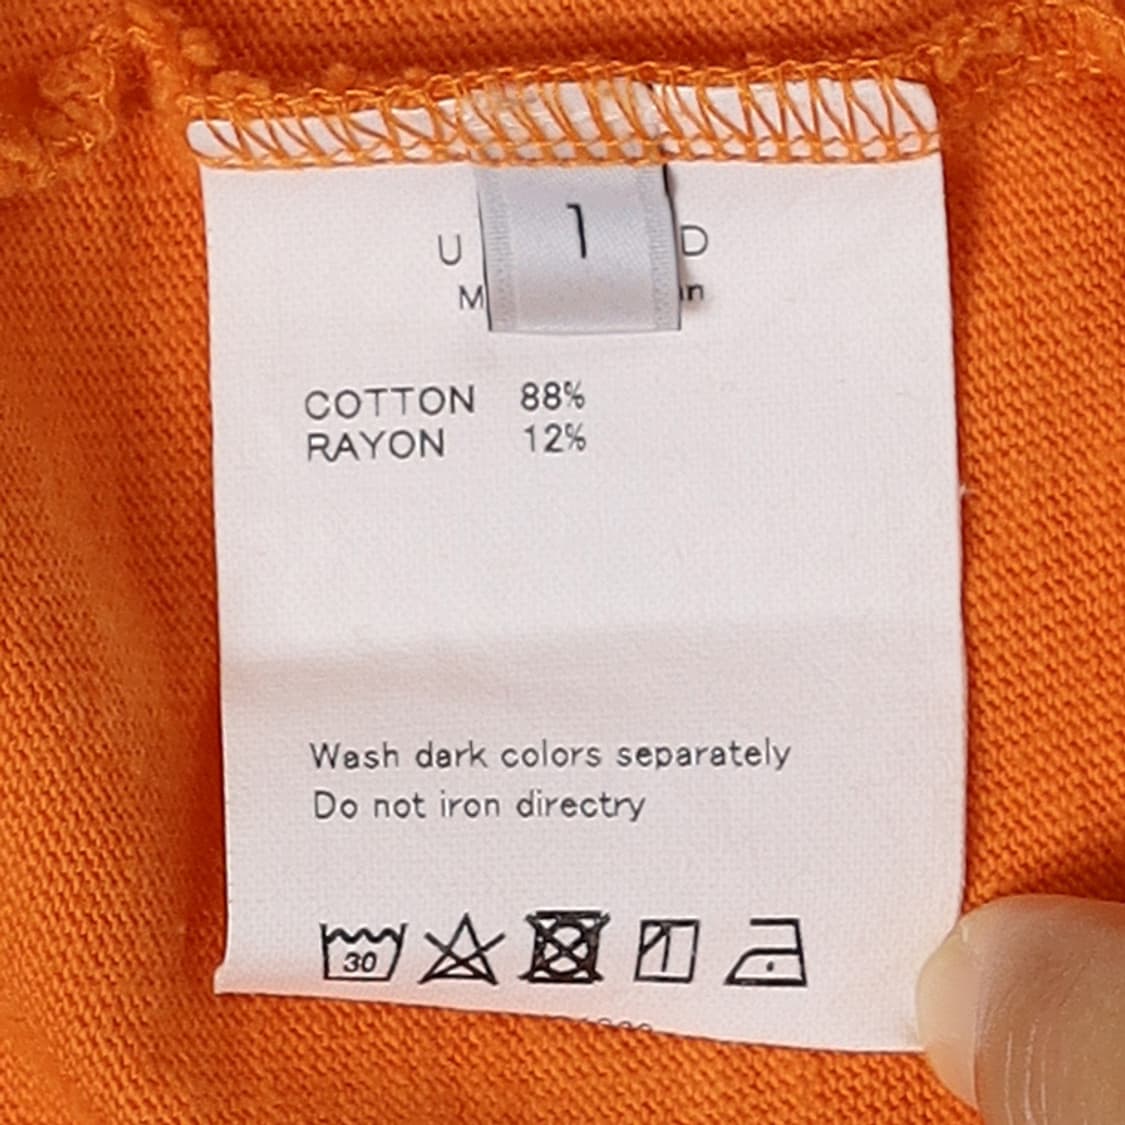 1
COTTON 88%
RAYON 12%
Wash dark colors separately
Do not iron directry
30